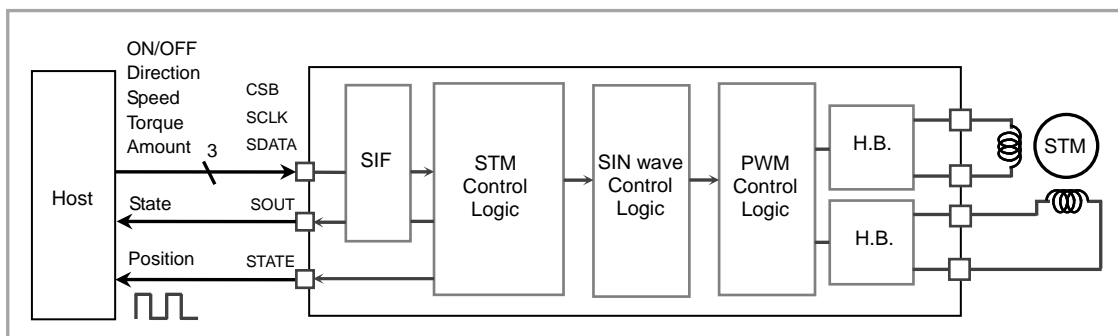 ON/OFF
Direction
Speed
Torque
Amount
3
CSB
SCLK
SDATA
Host
State
SOUT
Position
STATE
SIF
STM
Control
Logic
SIN wave
Control
Logic
PWM
Control
Logic
H.B.
H.B.
STM